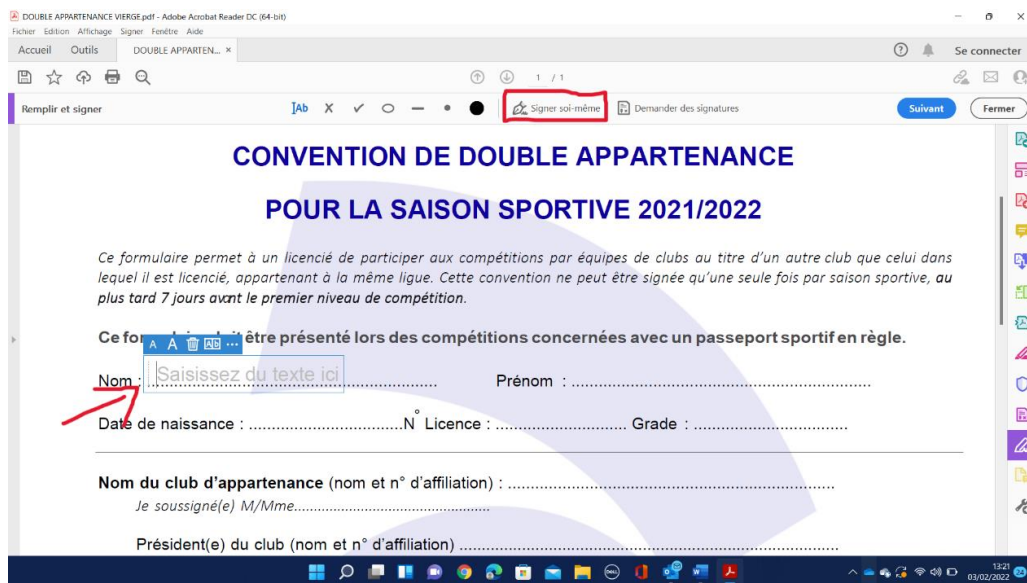 DOUBLE APPARTENANCE VIERGE.pdf - Adobe Acrobat Reader DC (64-bit)
Fichier Edition Affichage Signer Fenêtre Aide
Accueil Outils DOUBLE APPARTEN... × Se connecter
1 / 1
Remplir et signer IAb X Signer soi-même Demander des signatures Suivant Fermer
CONVENTION DE DOUBLE APPARTENANCE
POUR LA SAISON SPORTIVE 2021/2022
Ce formulaire permet à un licencié de participer aux compétitions par équipes de clubs au titre d'un autre club que celui dans
lequel il est licencié, appartenant à la même ligue. Cette convention ne peut être signée qu'une seule fois par saison sportive, au
plus tard 7 jours avant le premier niveau de compétition.
A A Ab ...
Ce for être présenté lors des compétitions concernées avec un passeport sportif en règle.
Nom : Saisissez du texte ici Prénom :
Date de naissance : N° Licence : Grade :
Nom du club d'appartenance (nom et n° d'affiliation) :
Je soussigné(e) M/Mme
Président(e) du club (nom et n° d'affiliation)
13:21
03/02/2022